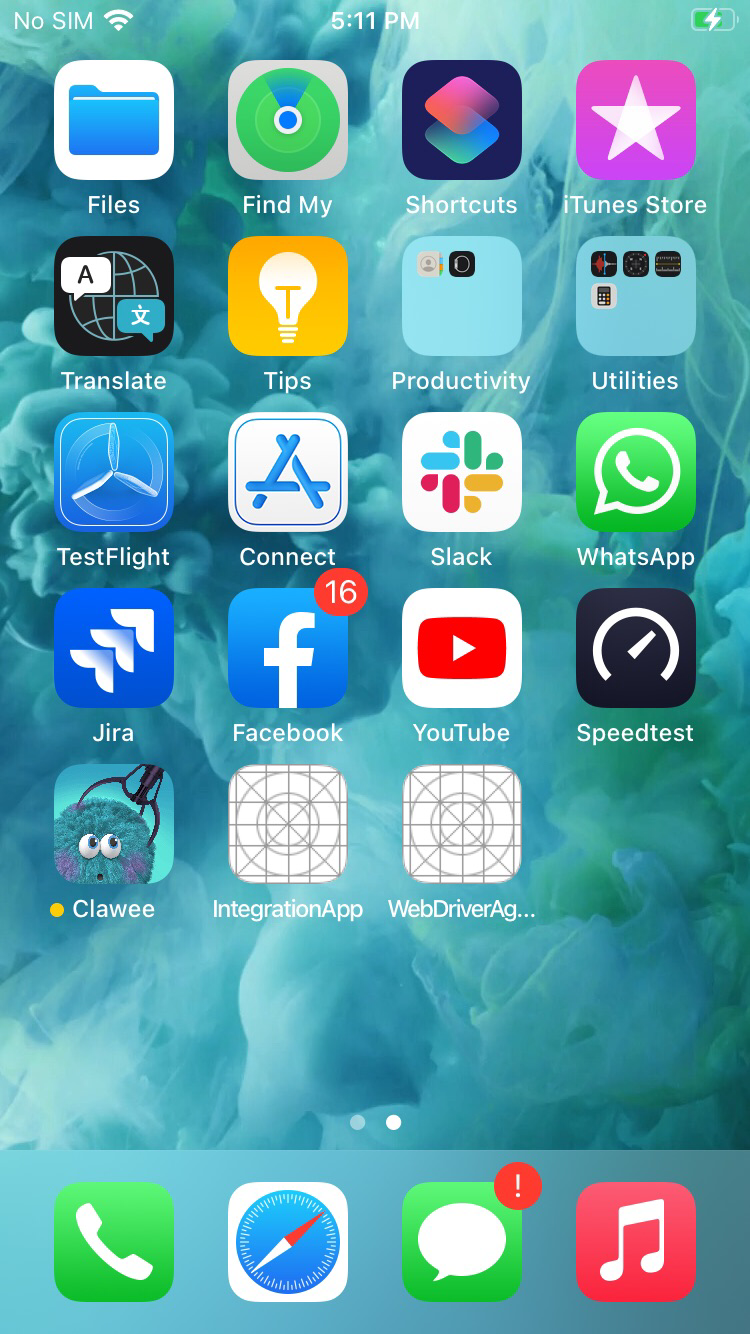 No SIM 5:11 PM
Files Find My Shortcuts iTunes Store
A 文
Translate Tips Productivity Utilities
TestFlight Connect Slack WhatsApp
16
Jira Facebook YouTube Speedtest
Clawee IntegrationApp WebDriverAg...
!